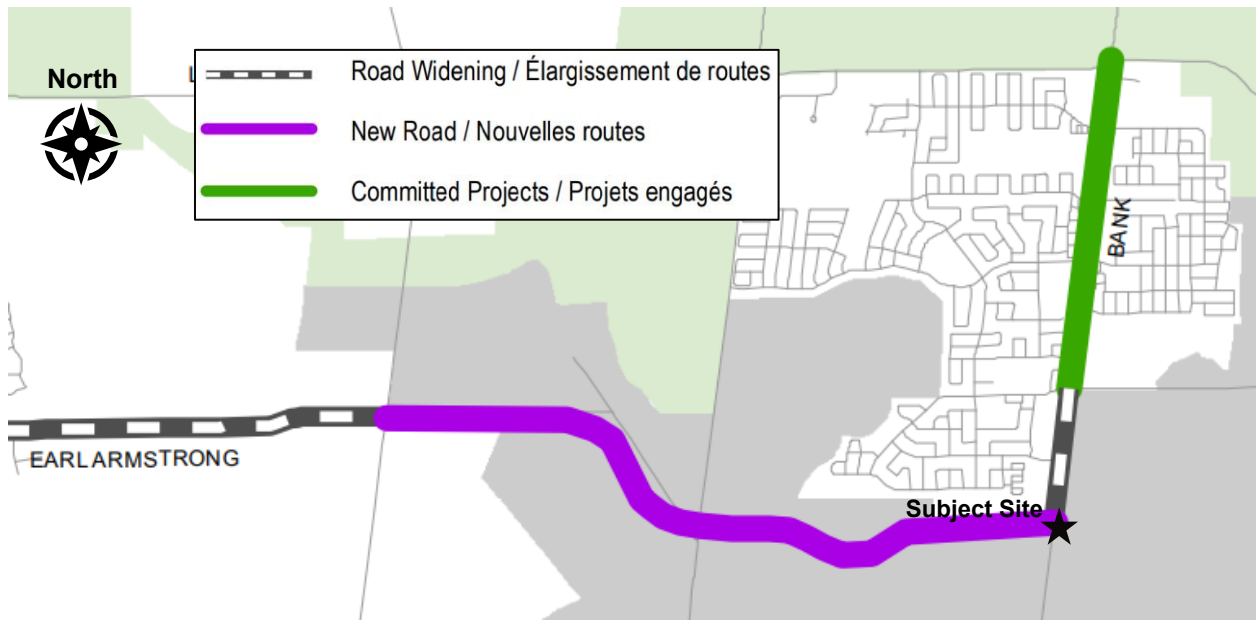 North
Road Widening / Élargissement de routes
New Road / Nouvelles routes
Committed Projects / Projets engagés
BANK
EARL ARMSTRONG
Subject Site